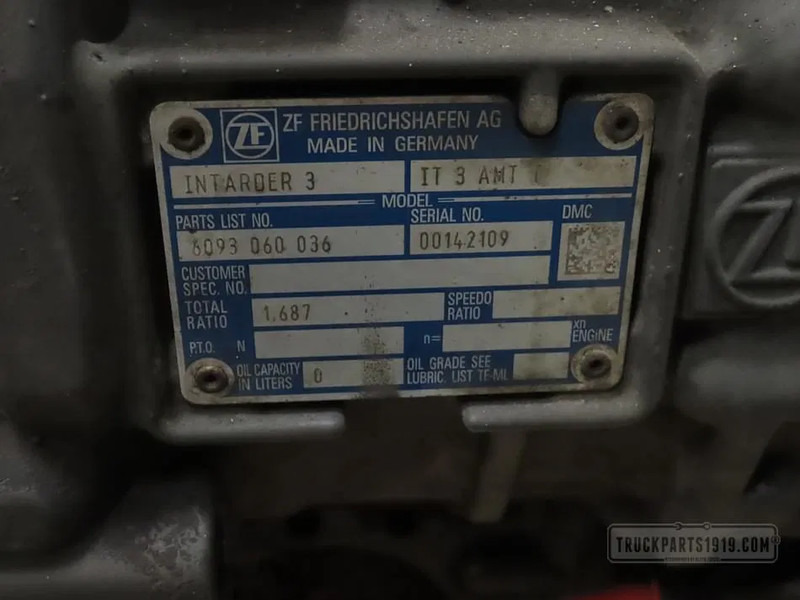 ZF FRIEDRICHSHAFEN AG
MADE IN GERMANY
INTARDER 3 IT 3 AMT
MODEL
PARTS LIST NO. SERIAL NO. DMC
6093 060 036 00142109
CUSTOMER
SPEC. NO.
TOTAL
RATIO 1.687 SPEEDO
RATIO
P.T.O. N n= xn
ENGINE
OIL CAPACITY
IN LITERS 0 OIL GRADE SEE
LUBRIC. LIST TE-ML
ZF
TRUCKPARTS1919.COM